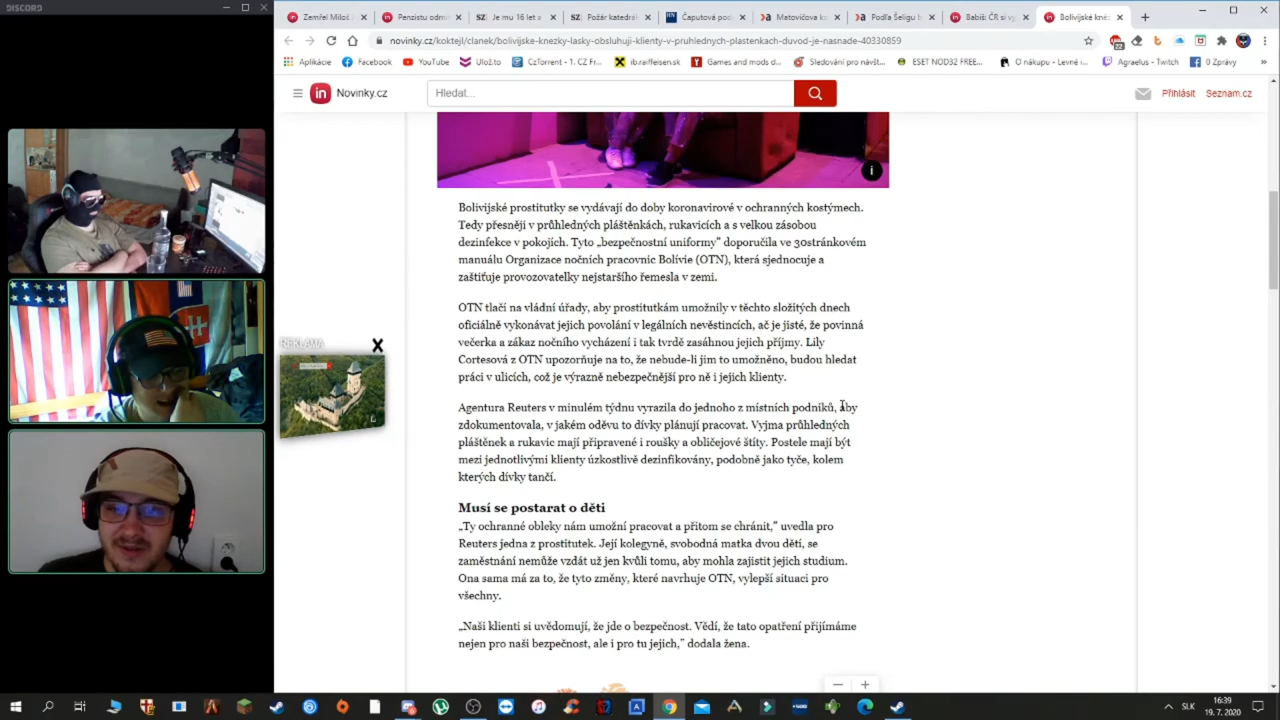 DISCORD
Zemřel Miloš J
Penzistu odmí
Je mu 16 let a
Požár katedrál
Čaputová pod
Matovičova ko
Podľa Šeligu b
Babiš: ČR si vy
Bolivijské kněz
novinky.cz/koktejl/clanek/bolivijske-knezky-lasky-obsluhuji-klienty-v-pruhlednych-plastenkach-duvod-je-nasnade-40330859
22
Aplikácie
Facebook
YouTube
Ulož.to
CzTorrent - 1. CZ Fr...
ib.raiffeisen.sk
Games and mods d...
Sledování pro návšt...
ESET NOD32 FREE...
O nákupu - Levné i...
Agraelus - Twitch
0 Zprávy
»
in Novinky.cz
Hledat...
Přihlásit
Seznam.cz
i
Bolivijské prostitutky se vydávají do doby koronavirové v ochranných kostýmech.
Tedy přesněji v průhledných pláštěnkách, rukavicích a s velkou zásobou
dezinfekce v pokojích. Tyto „bezpečnostní uniformy” doporučila ve 30stránkovém
manuálu Organizace nočních pracovnic Bolívie (OTN), která sjednocuje a
zaštiťuje provozovatelky nejstaršího řemesla v zemi.
OTN tlačí na vládní úřady, aby prostitutkám umožnily v těchto složitých dnech
oficiálně vykonávat jejich povolání v legálních nevěstincích, ač je jisté, že povinná
večerka a zákaz nočního vycházení i tak tvrdě zasáhnou jejich příjmy. Lily
Cortesová z OTN upozorňuje na to, že nebude-li jim to umožněno, budou hledat
práci v ulicích, což je výrazně nebezpečnější pro ně i jejich klienty.
REKLAMA
X
Agentura Reuters v minulém týdnu vyrazila do jednoho z místních podniků, aby
zdokumentovala, v jakém oděvu to dívky plánují pracovat. Vyjma průhledných
pláštěnek a rukavic mají připravené i roušky a obličejové štíty. Postele mají být
mezi jednotlivými klienty úzkostlivě dezinfikovány, podobně jako tyče, kolem
kterých dívky tančí.
Musí se postarat o děti
„Ty ochranné obleky nám umožní pracovat a přitom se chránit,” uvedla pro
Reuters jedna z prostitutek. Její kolegyně, svobodná matka dvou dětí, se
zaměstnání nemůže vzdát už jen kvůli tomu, aby mohla zajistit jejich studium.
Ona sama má za to, že tyto změny, které navrhuje OTN, vylepší situaci pro
všechny.
„Naši klienti si uvědomují, že jde o bezpečnost. Vědí, že tato opatření přijímáme
nejen pro naši bezpečnost, ale i pro tu jejich,” dodala žena.
SLK
16:39
19. 7. 2020